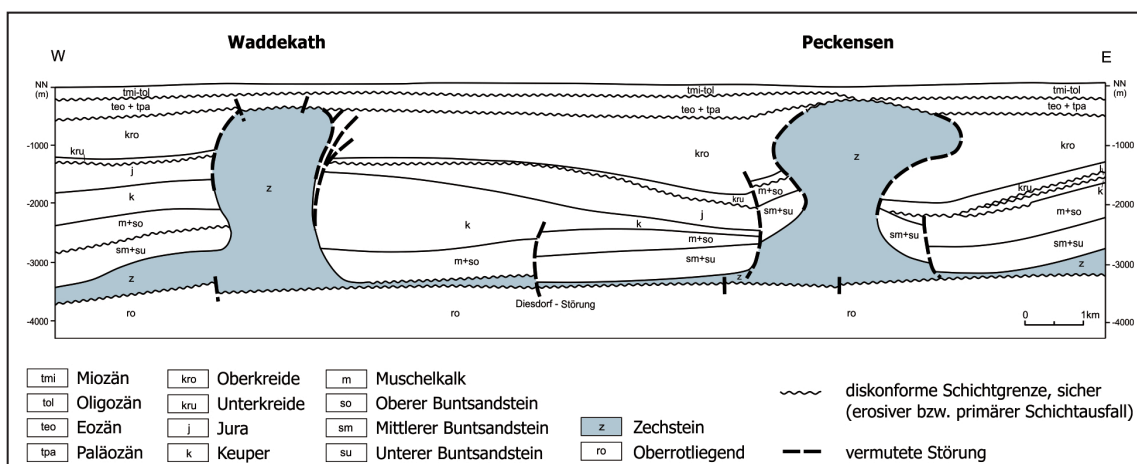 Waddekath
Peckensen
W
E
NN
(m)
NN
(m)
tmi-tol
tmi-tol
tmi-tol
teo + tpa
teo + tpa
teo + tpa
kro
kro
kro
-1000
-1000
kru
j
z
z
k
m+so
kru
sm+su
kru
k
-2000
-2000
m+so
j
m+so
k
k
m+so
sm+su
sm+su
sm+su
m+so
-3000
z
z
z
-3000
Diesdorf - Störung
ro
ro
ro
0 1km
-4000
-4000
tmi Miozän
tol Oligozän
teo Eozän
tpa Paläozän
kro Oberkreide
kru Unterkreide
j Jura
k Keuper
m Muschelkalk
so Oberer Buntsandstein
sm Mittlerer Buntsandstein
su Unterer Buntsandstein
z Zechstein
ro Oberrotliegend
diskonforme Schichtgrenze, sicher
(erosiver bzw. primärer Schichtausfall)
vermutete Störung